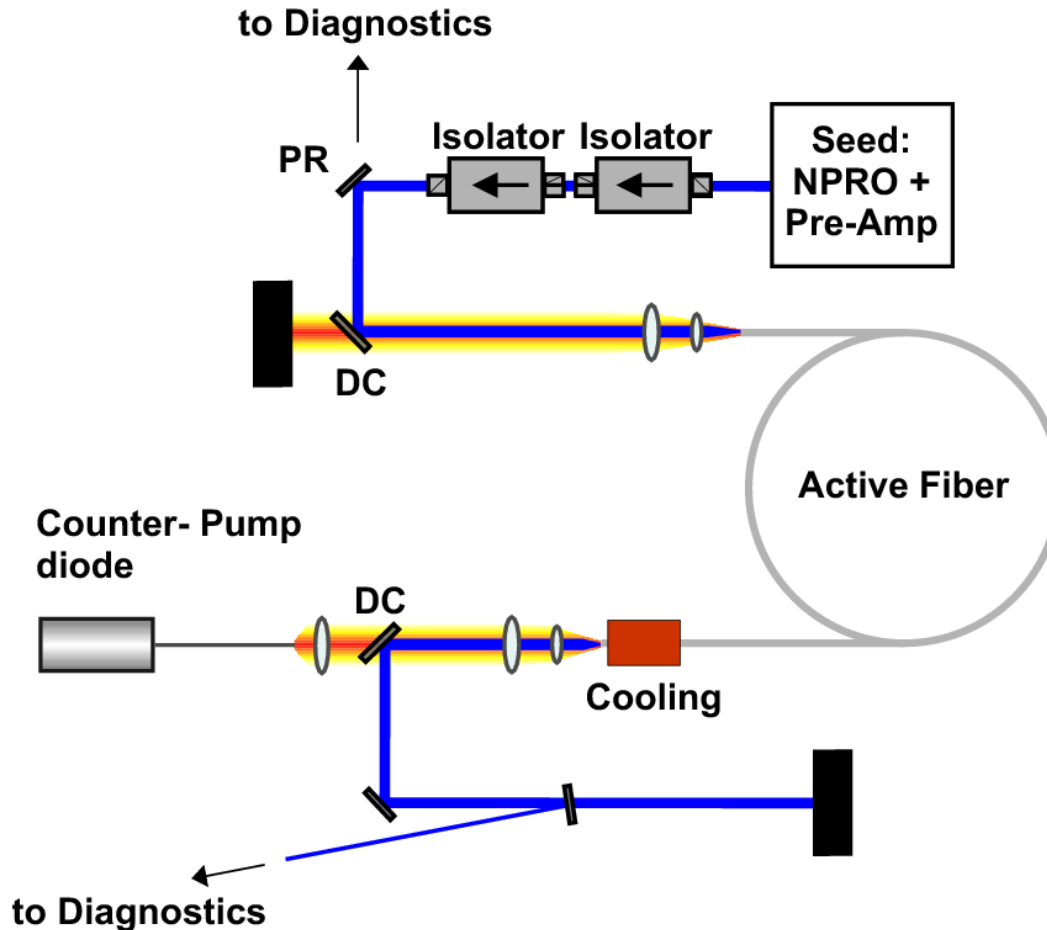 to Diagnostics
Isolator
Isolator
Seed:
NPRO +
Pre-Amp
PR
DC
Active Fiber
Counter- Pump
diode
DC
Cooling
to Diagnostics